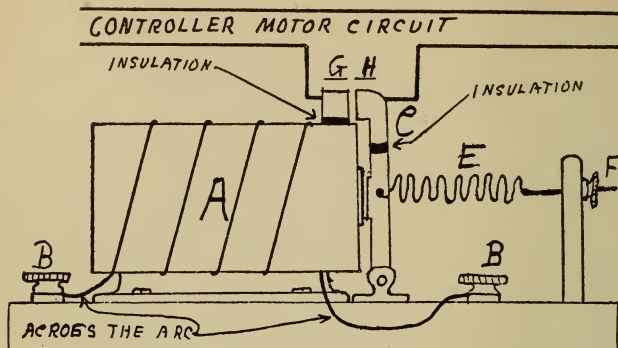 CONTROLLER MOTOR CIRCUIT
INSULATION G H
INSULATION
C
E
F
A
B
B
ACROSS THE ARC